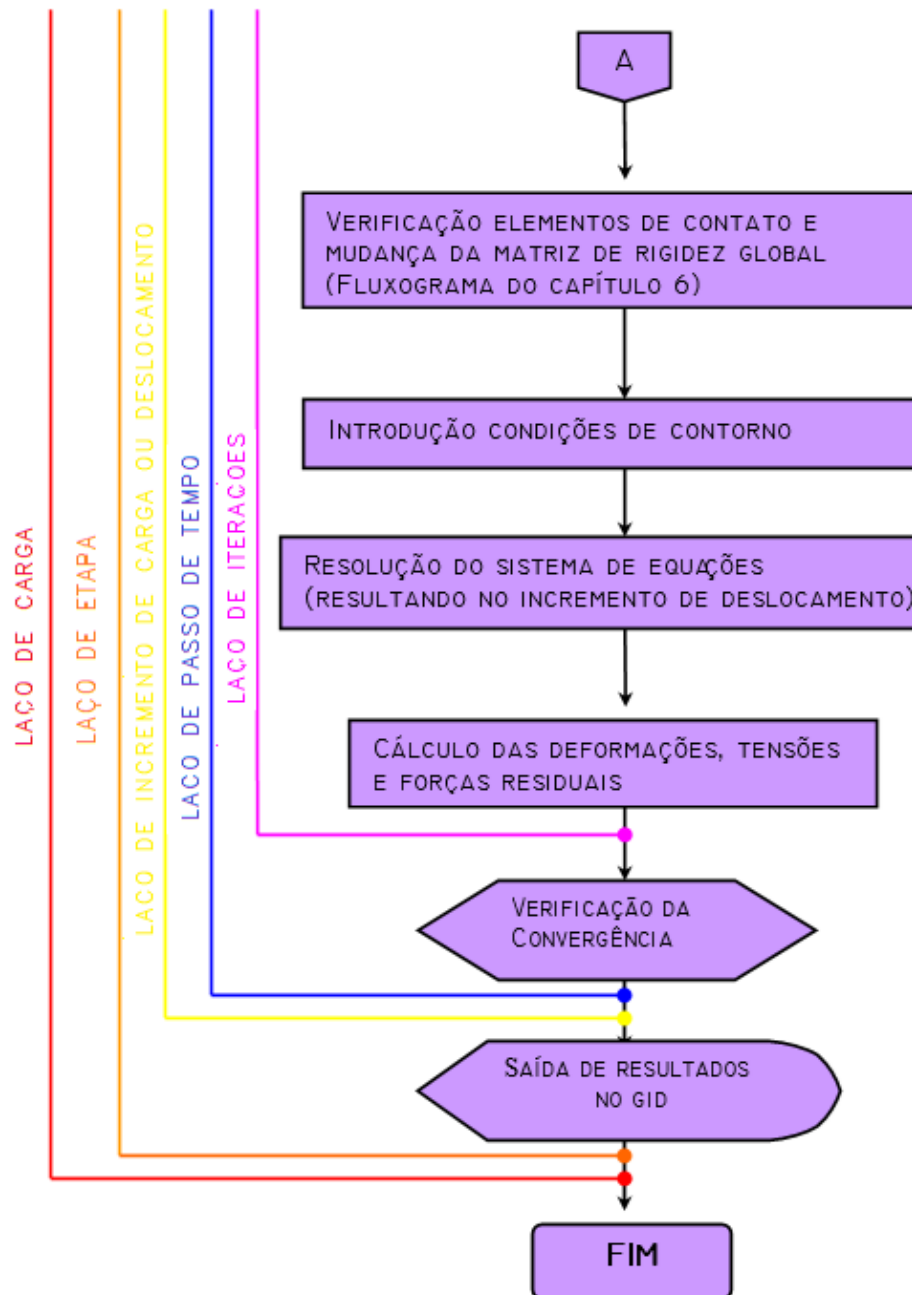 A
VERIFICAÇÃO ELEMENTOS DE CONTATO E
MUDANÇA DA MATRIZ DE RIGIDEZ GLOBAL
(FLUXOGRAMA DO CAPÍTULO 6)
INTRODUÇÃO CONDIÇÕES DE CONTORNO
RESOLUÇÃO DO SISTEMA DE EQUAÇÕES
(RESULTANDO NO INCREMENTO DE DESLOCAMENTO)
CÁLCULO DAS DEFORMAÇÕES, TENSÕES
E FORÇAS RESIDUAIS
VERIFICAÇÃO DA
CONVERGÊNCIA
SAÍDA DE RESULTADOS
NO GID
FIM
LAÇO DE CARGA
LAÇO DE ETAPA
LACO DE INCREMENTO DE CARGA OU DESLOCAMENTO
LACO DE PASSO DE TEMPO
LAÇO DE ITERAÇOES